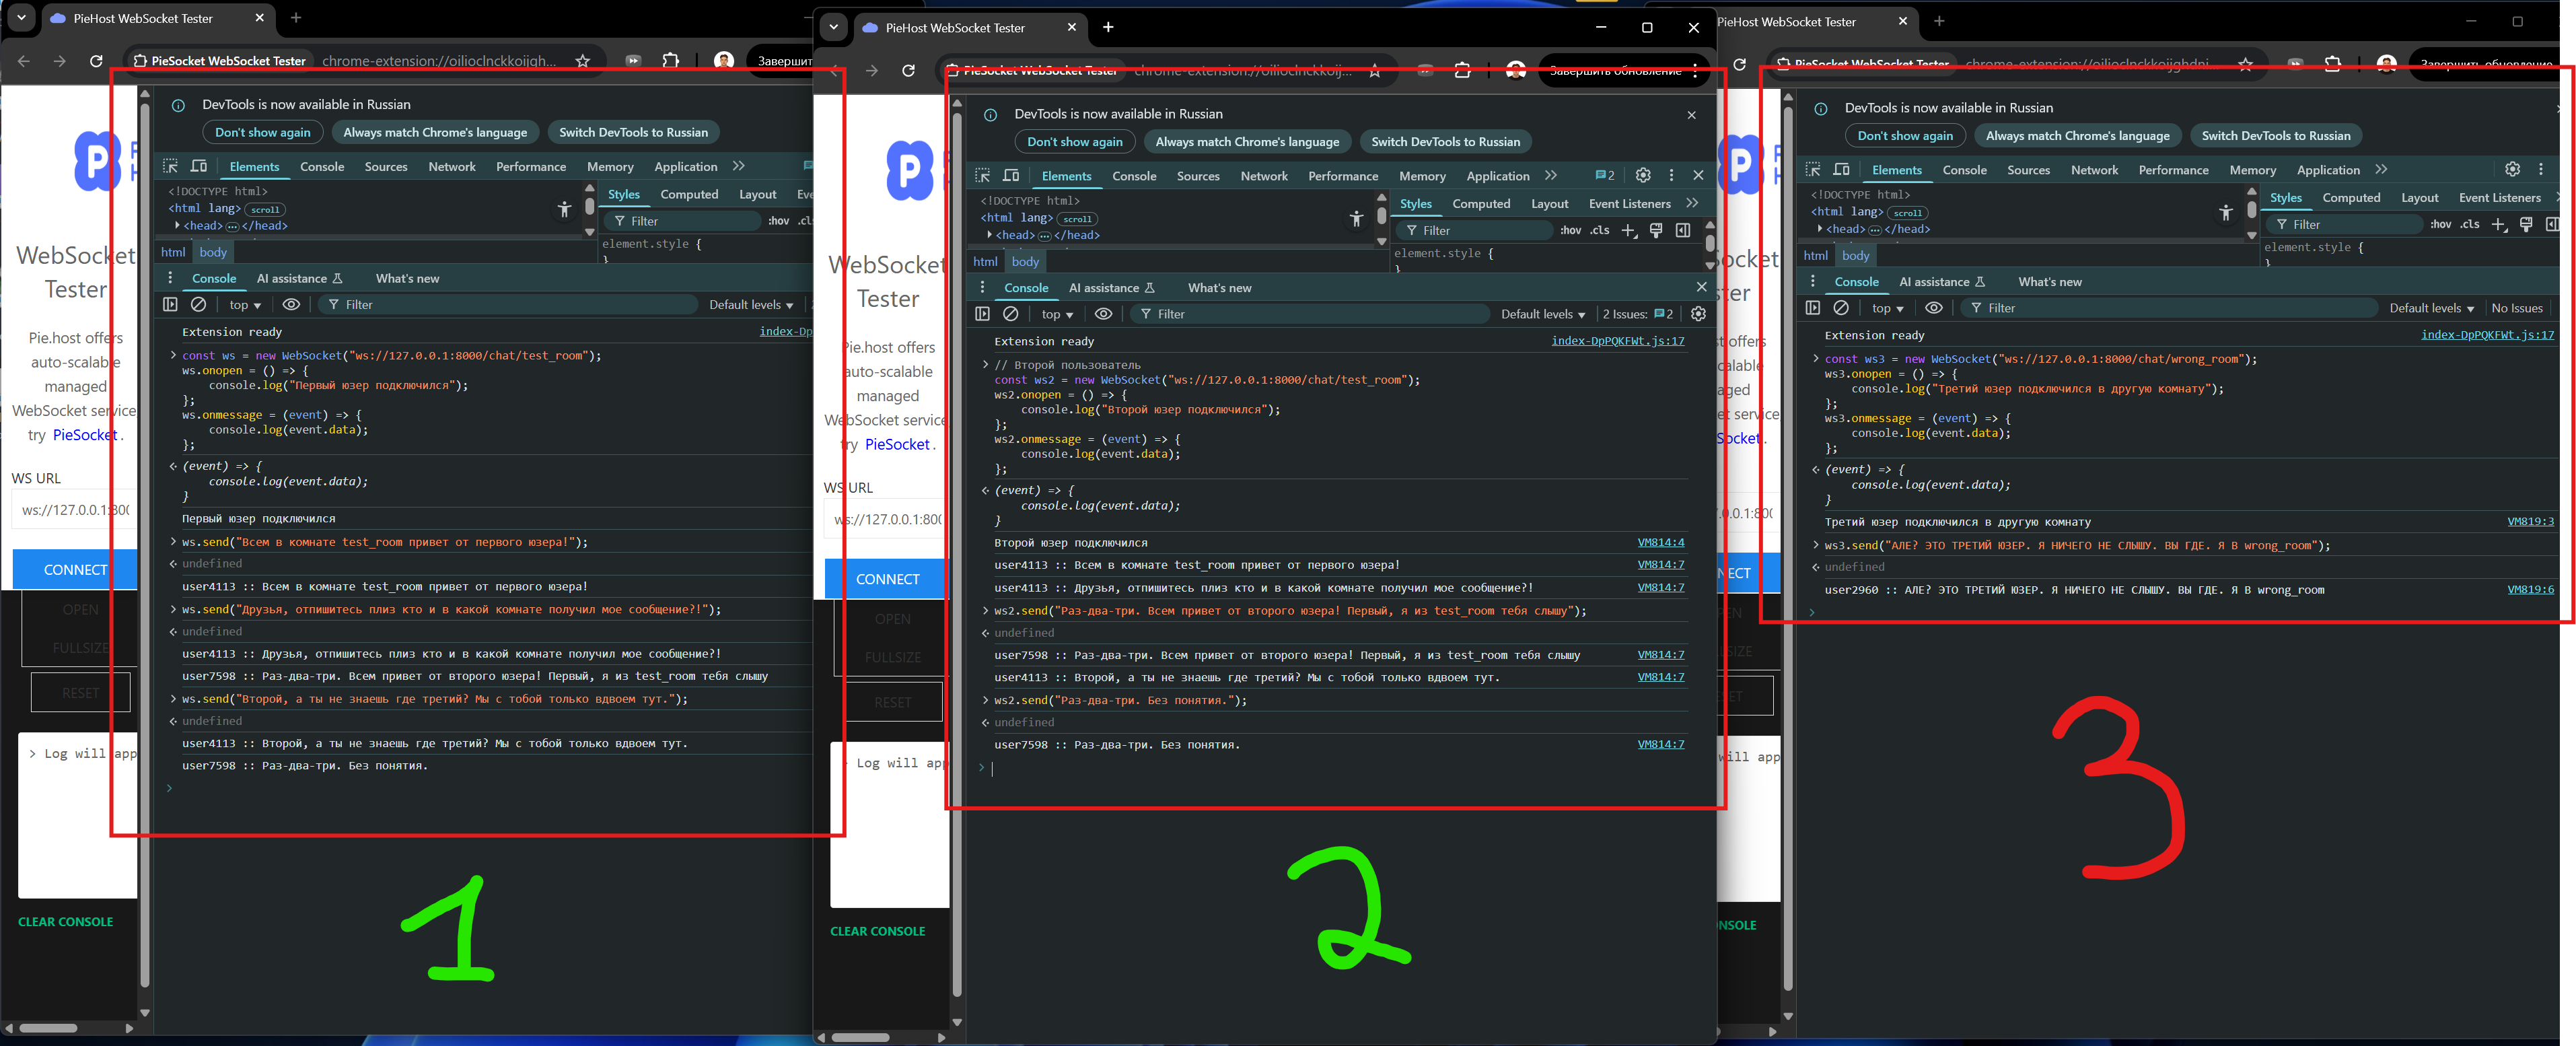 PieHost WebSocket Tester
PieSocket WebSocket Tester
chrome-extension://oilioclnckkoijgh...
DevTools is now available in Russian
Don't show again
Always match Chrome's language
Switch DevTools to Russian
Elements
Console
Sources
Network
Performance
Memory
Application
<!DOCTYPE html>
<html lang>
scroll
<head>
</head>
Styles
Computed
Layout
Filter
:hov
element.style {
}
html
body
WebSocket
Tester
Pie.host offers
auto-scalable
managed
WebSocket service
try PieSocket.
WS URL
ws://127.0.0.1:800
CONNECT
OPEN
FULLSIZE
RESET
> Log will app
CLEAR CONSOLE
Console
AI assistance
What's new
top
Filter
Default levels
Extension ready
index-Dp
const ws = new WebSocket("ws://127.0.0.1:8000/chat/test_room");
ws.onopen = () => {
console.log("Первый юзер подключился");
};
ws.onmessage = (event) => {
console.log(event.data);
};
(event) => {
console.log(event.data);
}
Первый юзер подключился
ws.send("Всем в комнате test_room привет от первого юзера!");
undefined
user4113 :: Всем в комнате test_room привет от первого юзера!
ws.send("Друзья, отпишитесь плиз кто и в какой комнате получил мое сообщение?!");
undefined
user4113 :: Друзья, отпишитесь плиз кто и в какой комнате получил мое сообщение?!
user7598 :: Раз-два-три. Всем привет от второго юзера! Первый, я из test_room тебя слышу
ws.send("Второй, а ты не знаешь где третий? Мы с тобой только вдвоем тут.");
undefined
user4113 :: Второй, а ты не знаешь где третий? Мы с тобой только вдвоем тут.
user7598 :: Раз-два-три. Без понятия.
1
PieHost WebSocket Tester
PieSocket WebSocket Tester
chrome-extension://oilioclnckkoij...
Завершить обновление
DevTools is now available in Russian
Don't show again
Always match Chrome's language
Switch DevTools to Russian
Elements
Console
Sources
Network
Performance
Memory
Application
2
<!DOCTYPE html>
<html lang>
scroll
<head>
</head>
Styles
Computed
Layout
Event Listeners
Filter
:hov
.cls
element.style {
}
html
body
WebSocket
Tester
Pie.host offers
auto-scalable
managed
WebSocket service
try PieSocket.
WS URL
ws://127.0.0.1:800
CONNECT
OPEN
FULLSIZE
RESET
Log will app
CLEAR CONSOLE
Console
AI assistance
What's new
top
Filter
Default levels
2 Issues:
2
Extension ready
index-DpPQKFWt.js:17
// Второй пользователь
const ws2 = new WebSocket("ws://127.0.0.1:8000/chat/test_room");
ws2.onopen = () => {
console.log("Второй юзер подключился");
};
ws2.onmessage = (event) => {
console.log(event.data);
};
(event) => {
console.log(event.data);
}
Второй юзер подключился VM814:4
user4113 :: Всем в комнате test_room привет от первого юзера! VM814:7
user4113 :: Друзья, отпишитесь плиз кто и в какой комнате получил мое сообщение?! VM814:7
ws2.send("Раз-два-три. Всем привет от второго юзера! Первый, я из test_room тебя слышу");
undefined
user7598 :: Раз-два-три. Всем привет от второго юзера! Первый, я из test_room тебя слышу VM814:7
user4113 :: Второй, а ты не знаешь где третий? Мы с тобой только вдвоем тут. VM814:7
ws2.send("Раз-два-три. Без понятия.");
undefined
user7598 :: Раз-два-три. Без понятия. VM814:7
2
PieHost WebSocket Tester
PieSocket WebSocket Tester
chrome-extension://oilioclnckkoijghdni
Завершить обновление
DevTools is now available in Russian
Don't show again
Always match Chrome's language
Switch DevTools to Russian
Elements
Console
Sources
Network
Performance
Memory
Application
<!DOCTYPE html>
<html lang>
scroll
<head>
</head>
Styles
Computed
Layout
Event Listeners
Filter
:hov
.cls
element.style {
}
html
body
Console
AI assistance
What's new
top
Filter
Default levels
No Issues
Extension ready
index-DpPQKFWt.js:17
const ws3 = new WebSocket("ws://127.0.0.1:8000/chat/wrong_room");
ws3.onopen = () => {
console.log("Третий юзер подключился в другую комнату");
};
ws3.onmessage = (event) => {
console.log(event.data);
};
(event) => {
console.log(event.data);
}
Третий юзер подключился в другую комнату VM819:3
ws3.send("АЛЕ? ЭТО ТРЕТИЙ ЮЗЕР. Я НИЧЕГО НЕ СЛЫШУ. ВЫ ГДЕ. Я В wrong_room");
undefined
user2960 :: АЛЕ? ЭТО ТРЕТИЙ ЮЗЕР. Я НИЧЕГО НЕ СЛЫШУ. ВЫ ГДЕ. Я В wrong_room VM819:6
3